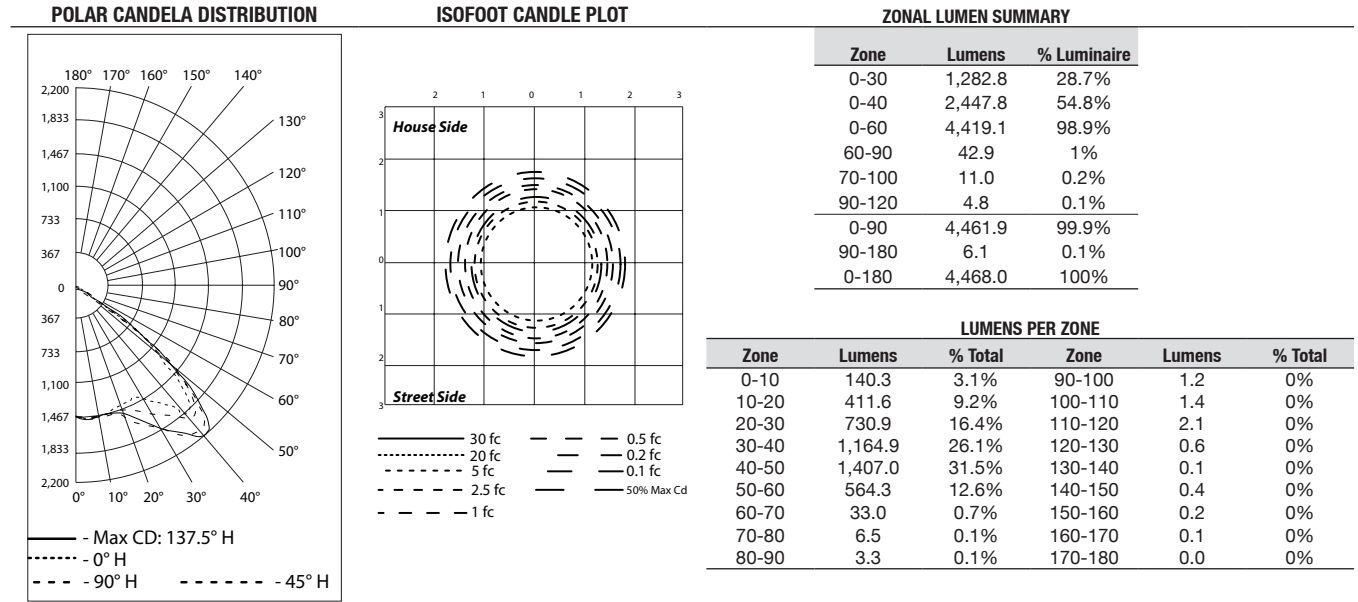 POLAR CANDELA DISTRIBUTION
180° 170° 160° 150° 140°
2,200
1,833
1,467
1,100
733
367
0
367
733
1,100
1,467
1,833
2,200
130°
120°
110°
100°
90°
80°
70°
60°
50°
0° 10° 20° 30° 40°
- Max CD: 137.5° H
- 0° H
- 90° H - 45° H
ISOFOOT CANDLE PLOT
2 1 0 1 2 3
3
2
1
0
1
2
3
House Side
Street Side
30 fc 0.5 fc
20 fc 0.2 fc
5 fc 0.1 fc
2.5 fc 50% Max Cd
1 fc
ZONAL LUMEN SUMMARY
Zone Lumens % Luminaire
0-30 1,282.8 28.7%
0-40 2,447.8 54.8%
0-60 4,419.1 98.9%
60-90 42.9 1%
70-100 11.0 0.2%
90-120 4.8 0.1%
0-90 4,461.9 99.9%
90-180 6.1 0.1%
0-180 4,468.0 100%
LUMENS PER ZONE
Zone Lumens % Total Zone Lumens % Total
0-10 140.3 3.1% 90-100 1.2 0%
10-20 411.6 9.2% 100-110 1.4 0%
20-30 730.9 16.4% 110-120 2.1 0%
30-40 1,164.9 26.1% 120-130 0.6 0%
40-50 1,407.0 31.5% 130-140 0.1 0%
50-60 564.3 12.6% 140-150 0.4 0%
60-70 33.0 0.7% 150-160 0.2 0%
70-80 6.5 0.1% 160-170 0.1 0%
80-90 3.3 0.1% 170-180 0.0 0%